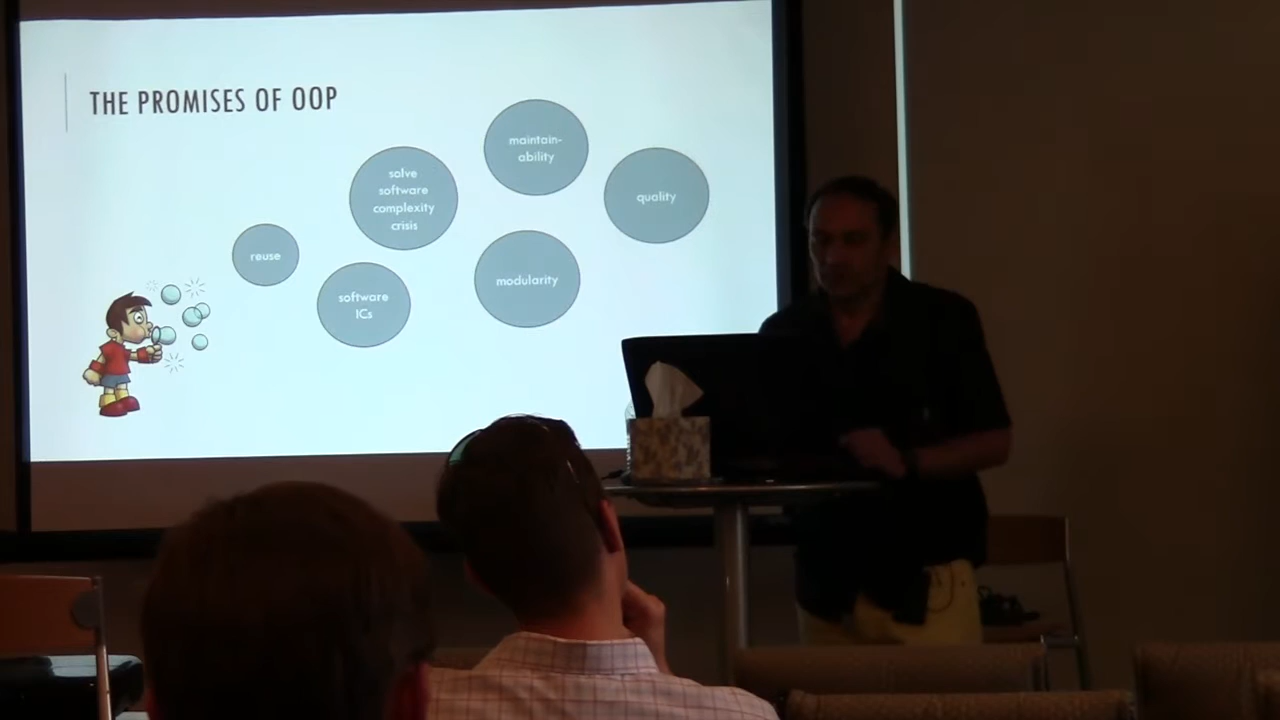 THE PROMISES OF OOP
maintain-
ability
solve
software
complexity
crisis
quality
reuse
modularity
software
ICs